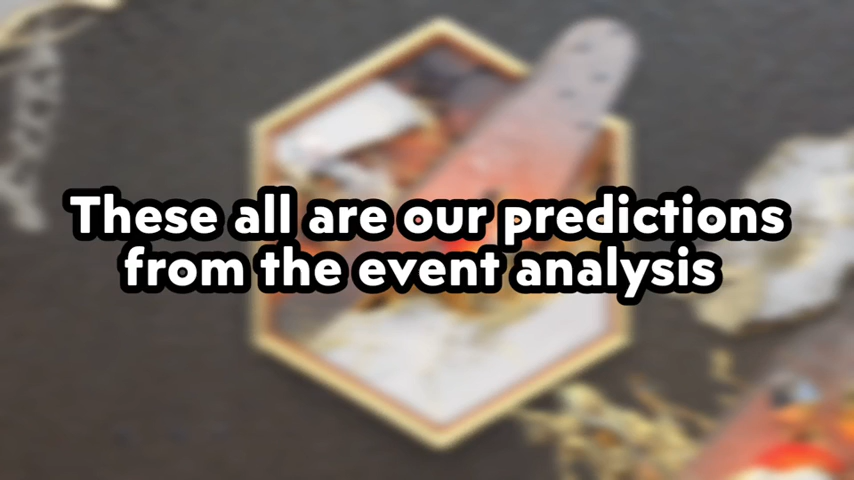 These all are our predictions
from the event analysis